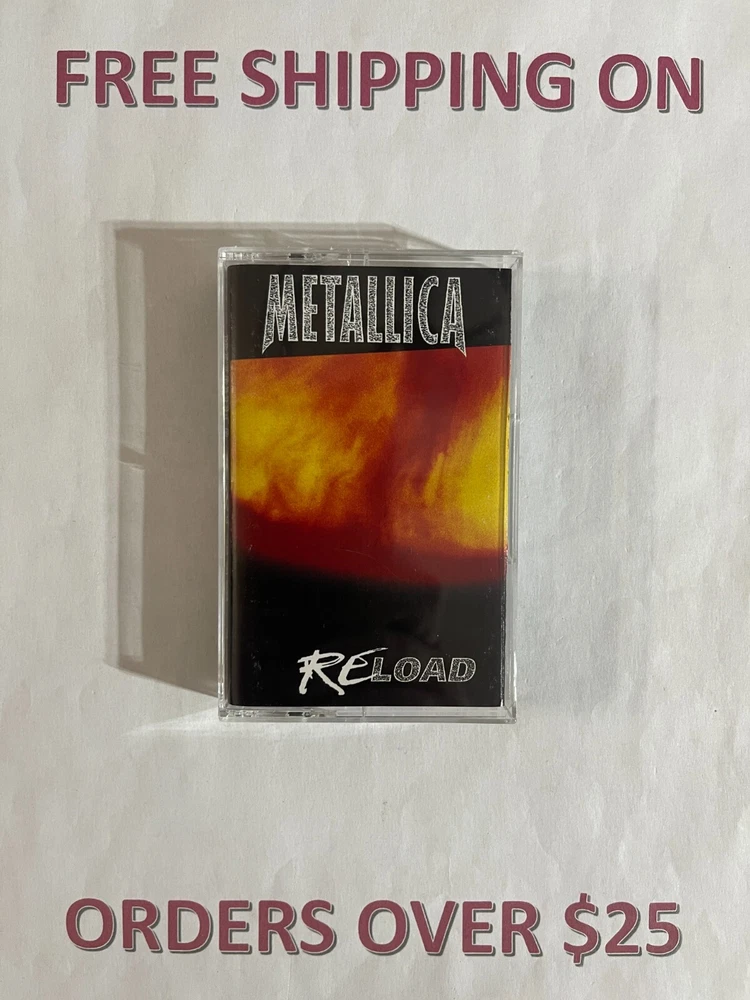 FREE SHIPPING ON
METALLICA
RELOAD
ORDERS OVER $25